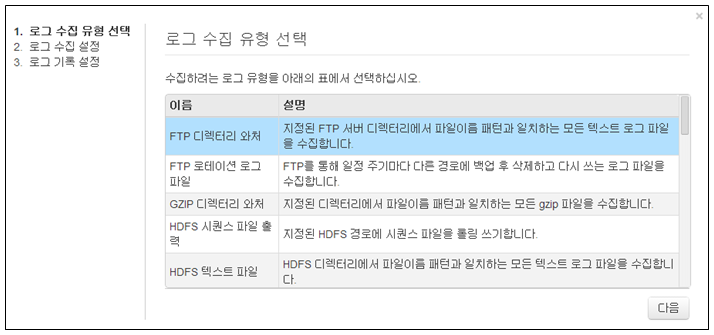 ×
1. 로그 수집 유형 선택
2. 로그 수집 설정
3. 로그 기록 설정
로그 수집 유형 선택
수집하려는 로그 유형을 아래의 표에서 선택하십시오.
이름 설명
FTP 디렉터리 와처 지정된 FTP 서버 디렉터리에서 파일이름 패턴과 일치하는 모든 텍스트 로그 파일
을 수집합니다.
FTP 로테이션 로그 FTP를 통해 일정 주기마다 다른 경로에 백업 후 삭제하고 다시 쓰는 로그 파일을
파일 수집합니다.
GZIP 디렉터리 와처 지정된 디렉터리에서 파일이름 패턴과 일치하는 모든 gzip 파일을 수집합니다.
HDFS 시퀀스 파일 출 지정된 HDFS 경로에 시퀀스 파일을 롤링 쓰기합니다.
력
HDFS 텍스트 파일 HDFS 디렉터리에서 파일이름 패턴과 일치하는 모든 텍스트 로그 파일을 수집합니
다.
다음